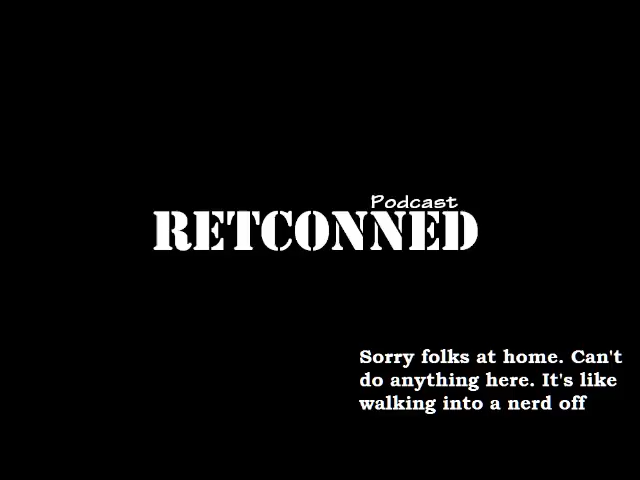 Podcast
RETCONNED
Sorry folks at home. Can't
do anything here. It's like
walking into a nerd off